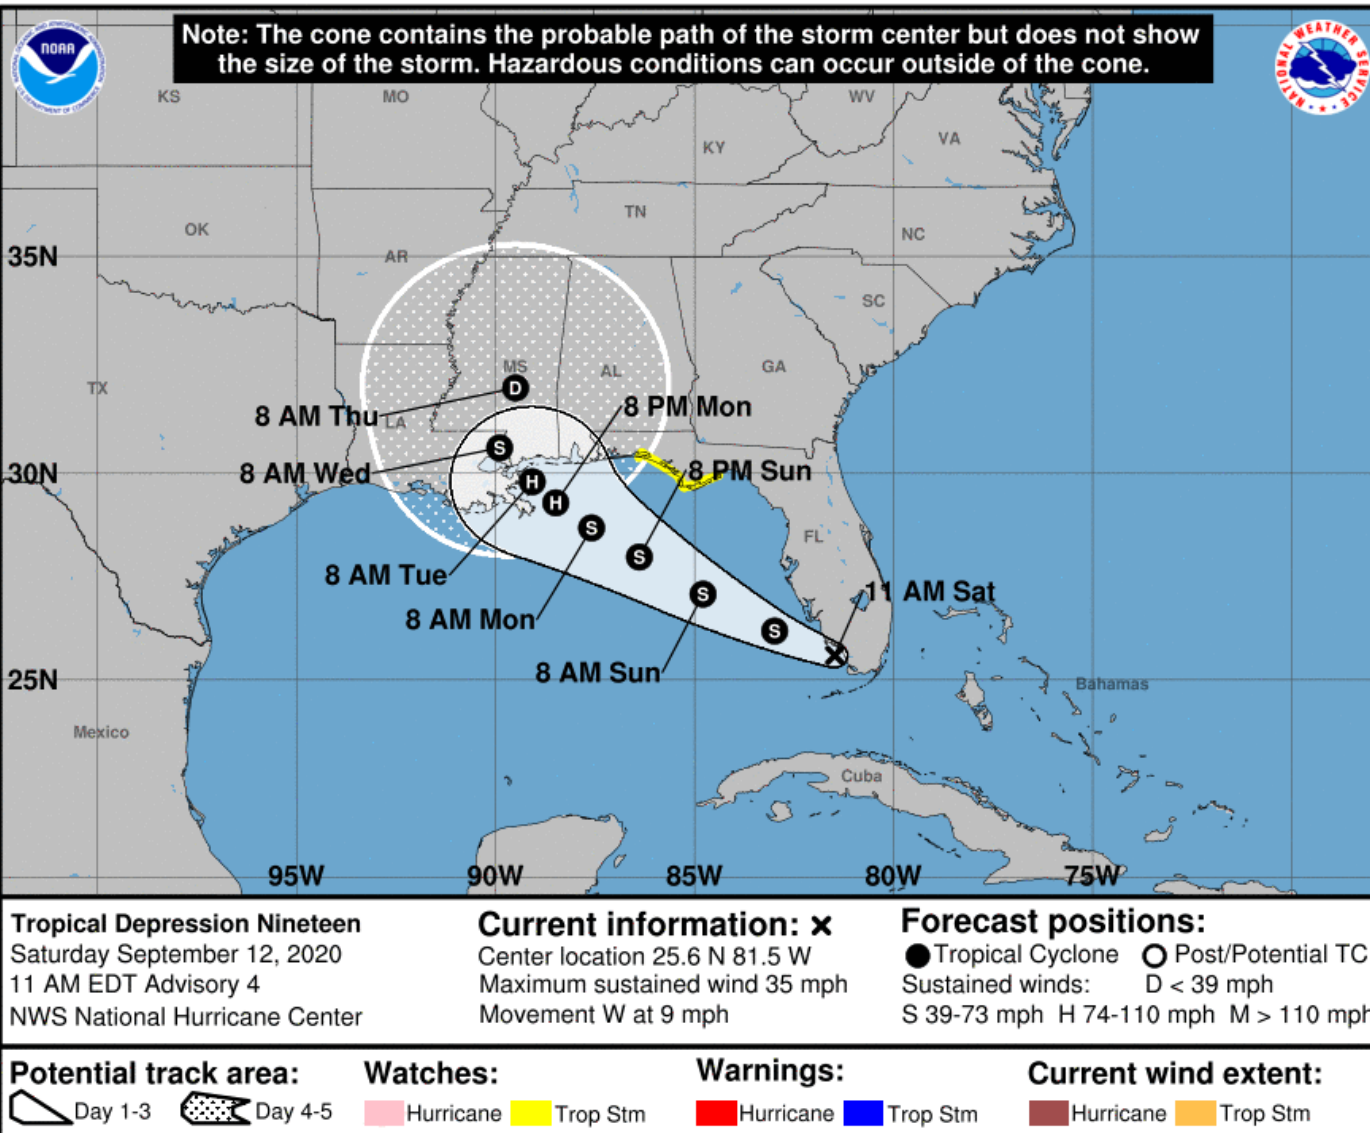 Note: The cone contains the probable path of the storm center but does not show
the size of the storm. Hazardous conditions can occur outside of the cone.
NOAA
NATIONAL WEATHER SERVICE
KS
MO
WV
VA
KY
OK
TN
NC
AR
35N
SC
TX
MS
AL
GA
LA
8 AM Thu
8 PM Mon
8 AM Wed
30N
8 PM Sun
D
S
H
H
S
S
S
S
FL
8 AM Tue
11 AM Sat
8 AM Mon
8 AM Sun
25N
Bahamas
Mexico
Cuba
95W
90W
85W
80W
75W
Tropical Depression Nineteen
Saturday September 12, 2020
11 AM EDT Advisory 4
NWS National Hurricane Center
Current information: ✕
Center location 25.6 N 81.5 W
Maximum sustained wind 35 mph
Movement W at 9 mph
Forecast positions:
Tropical Cyclone Post/Potential TC
Sustained winds: D < 39 mph
S 39-73 mph H 74-110 mph M > 110 mph
Potential track area:
Day 1-3 Day 4-5
Watches:
Hurricane Trop Stm
Warnings:
Hurricane Trop Stm
Current wind extent:
Hurricane Trop Stm